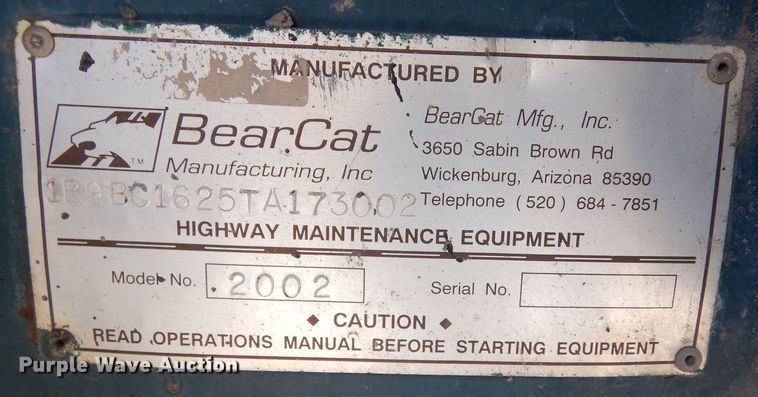 MANUFACTURED BY
BearCat
Manufacturing, Inc
TM
BearCat Mfg., Inc.
3650 Sabin Brown Rd
Wickenburg, Arizona 85390
Telephone (520) 684-7851
1B9BC1625TA173002
HIGHWAY MAINTENANCE EQUIPMENT
Model No. 2002 Serial No.
◆ CAUTION ◆
READ OPERATIONS MANUAL BEFORE STARTING EQUIPMENT
Purple Wave Auction